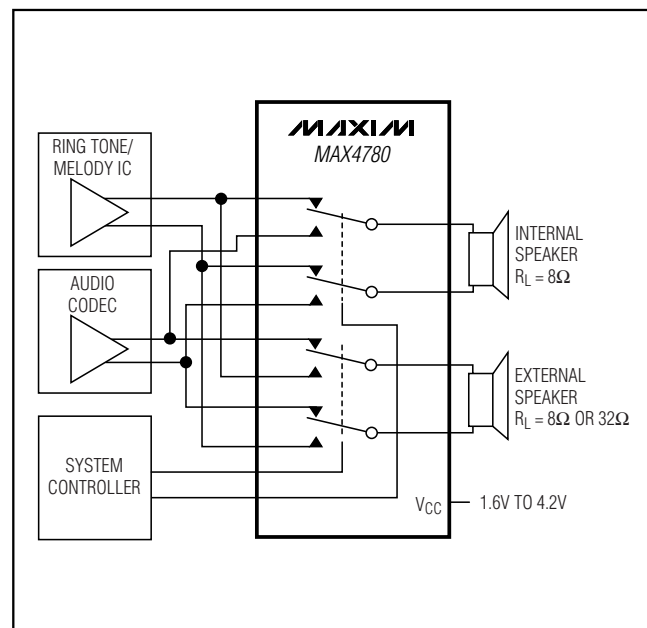 MAXIM
MAX4780
RING TONE/
MELODY IC
AUDIO
CODEC
SYSTEM
CONTROLLER
INTERNAL
SPEAKER
RL = 8Ω
EXTERNAL
SPEAKER
RL = 8Ω OR 32Ω
VCC
1.6V TO 4.2V